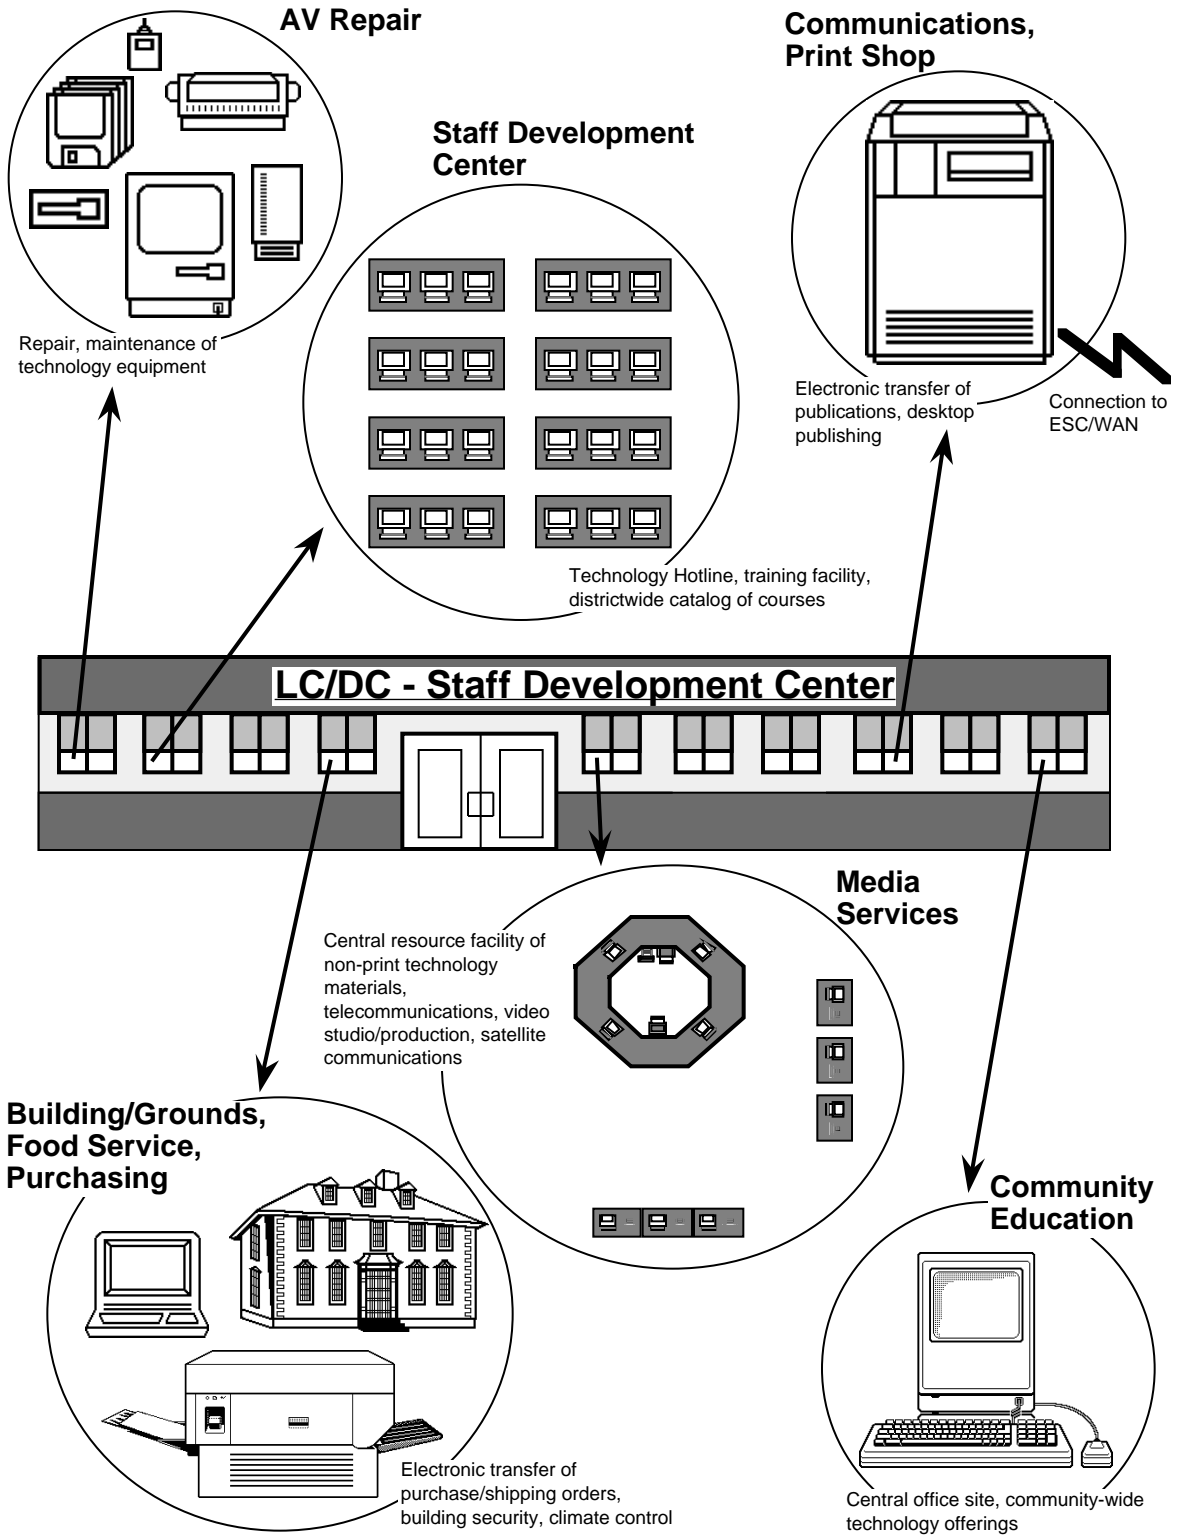 AV Repair
Communications,
Print Shop
Staff Development
Center
Repair, maintenance of
technology equipment
Electronic transfer of
publications, desktop
publishing
Connection to
ESC/WAN
Technology Hotline, training facility,
districtwide catalog of courses
LC/DC - Staff Development Center
Media
Services
Central resource facility of
non-print technology
materials,
telecommunications, video
studio/production, satellite
communications
Building/Grounds,
Food Service,
Purchasing
Community
Education
Electronic transfer of
purchase/shipping orders,
building security, climate control
Central office site, community-wide
technology offerings